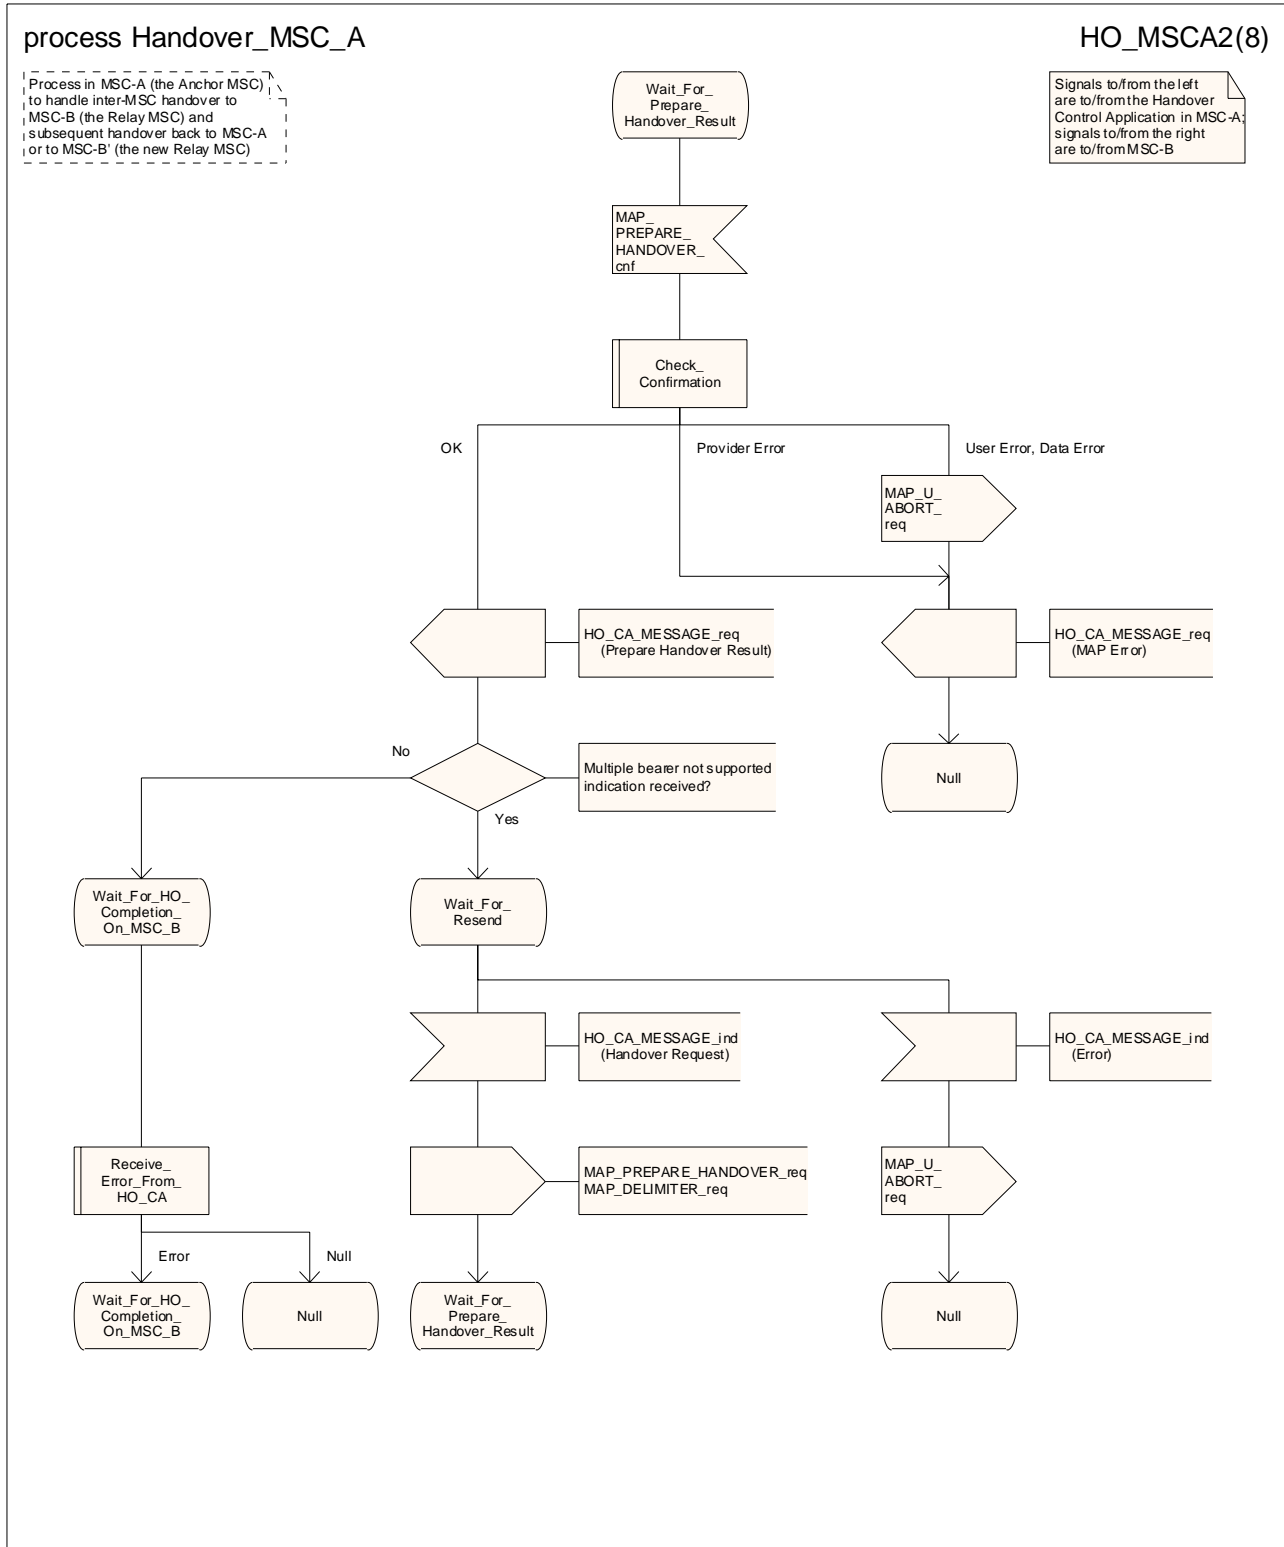 process Handover_MSC_A
HO_MSCA2(8)
Process in MSC-A (the Anchor MSC)
to handle inter-MSC handover to
MSC-B (the Relay MSC) and
subsequent handover back to MSC-A
or to MSC-B' (the new Relay MSC)
Wait_For_
Prepare_
Handover_Result
Signals to/from the left
are to/from the Handover
Control Application in MSC-A;
signals to/from the right
are to/from MSC-B
MAP_
PREPARE_
HANDOVER_
cnf
Check_
Confirmation
OK
Provider Error
User Error, Data Error
MAP_U_
ABORT_
req
HO_CA_MESSAGE_req
(Prepare Handover Result)
HO_CA_MESSAGE_req
(MAP Error)
No
Multiple bearer not supported
indication received?
Null
Yes
Wait_For_HO_
Completion_
On_MSC_B
Wait_For_
Resend
HO_CA_MESSAGE_ind
(Handover Request)
HO_CA_MESSAGE_ind
(Error)
Receive_
Error_From_
HO_CA
MAP_PREPARE_HANDOVER_req
MAP_DELIMITER_req
MAP_U_
ABORT_
req
Error
Null
Wait_For_HO_
Completion_
On_MSC_B
Null
Wait_For_
Prepare_
Handover_Result
Null